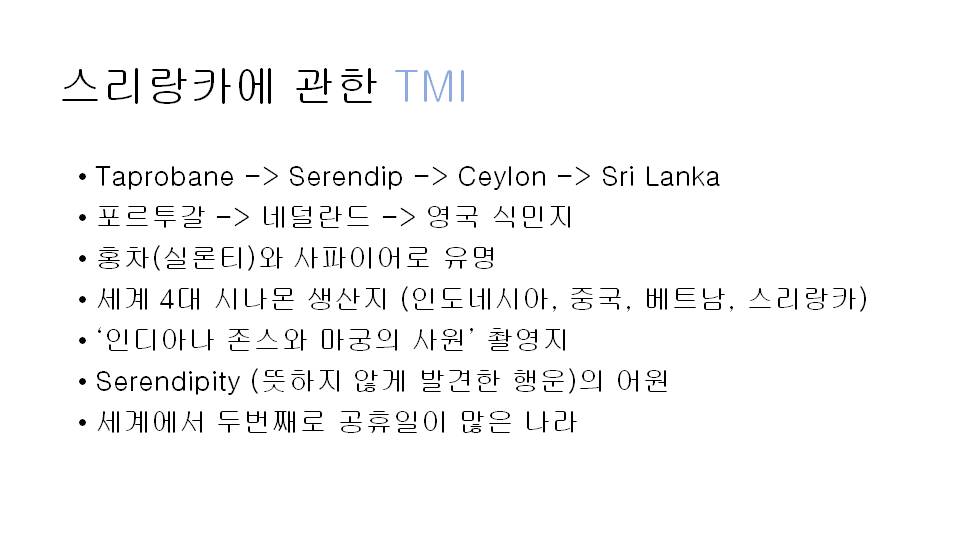 스리랑카에 관한 TMI
• Taprobane -> Serendip -> Ceylon -> Sri Lanka
• 포르투갈 -> 네덜란드 -> 영국 식민지
• 홍차(실론티)와 사파이어로 유명
• 세계 4대 시나몬 생산지 (인도네시아, 중국, 베트남, 스리랑카)
• ‘인디아나 존스와 마궁의 사원’ 촬영지
• Serendipity (뜻하지 않게 발견한 행운)의 어원
• 세계에서 두번째로 공휴일이 많은 나라